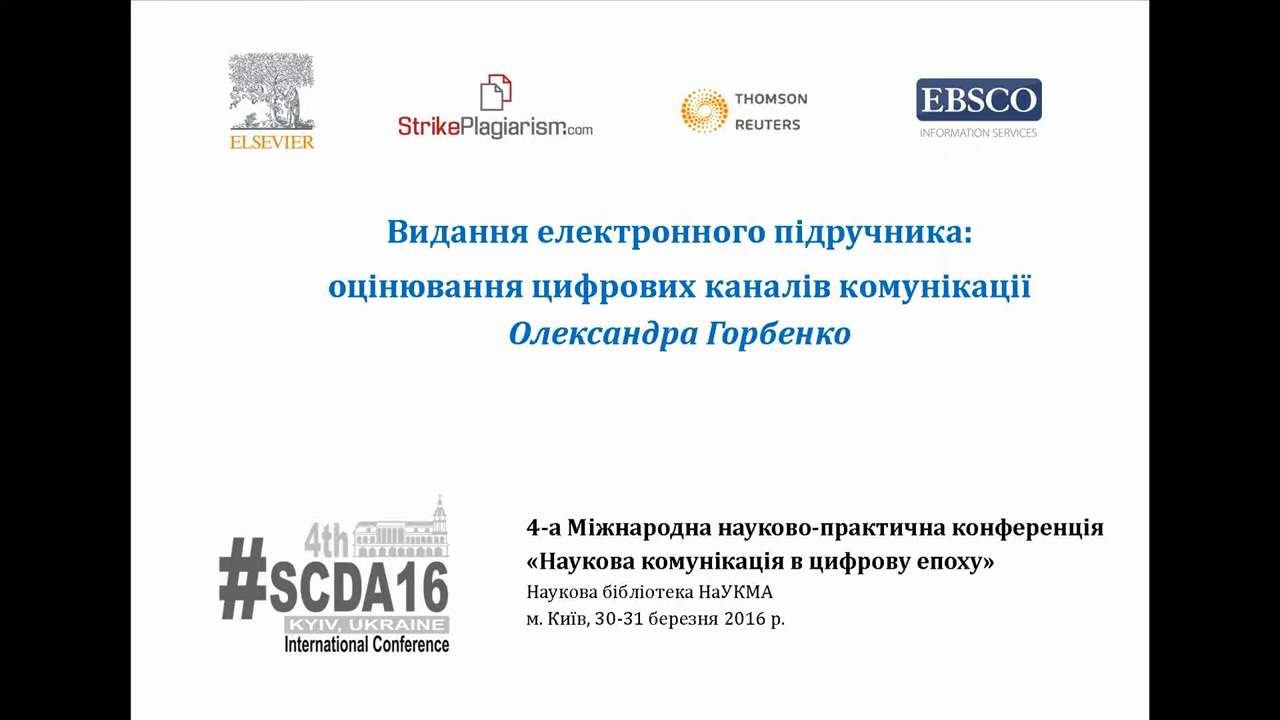 ELSEVIER
StrikePlagiarism.com
THOMSON
REUTERS
EBSCO
INFORMATION SERVICES
Видання електронного підручника:
оцінювання цифрових каналів комунікації
Олександра Горбенко
4th
#SCDA16
KYIV, UKRAINE
International Conference
4-а Міжнародна науково-практична конференція
«Наукова комунікація в цифрову епоху»
Наукова бібліотека НаУКМА
м. Київ, 30-31 березня 2016 р.